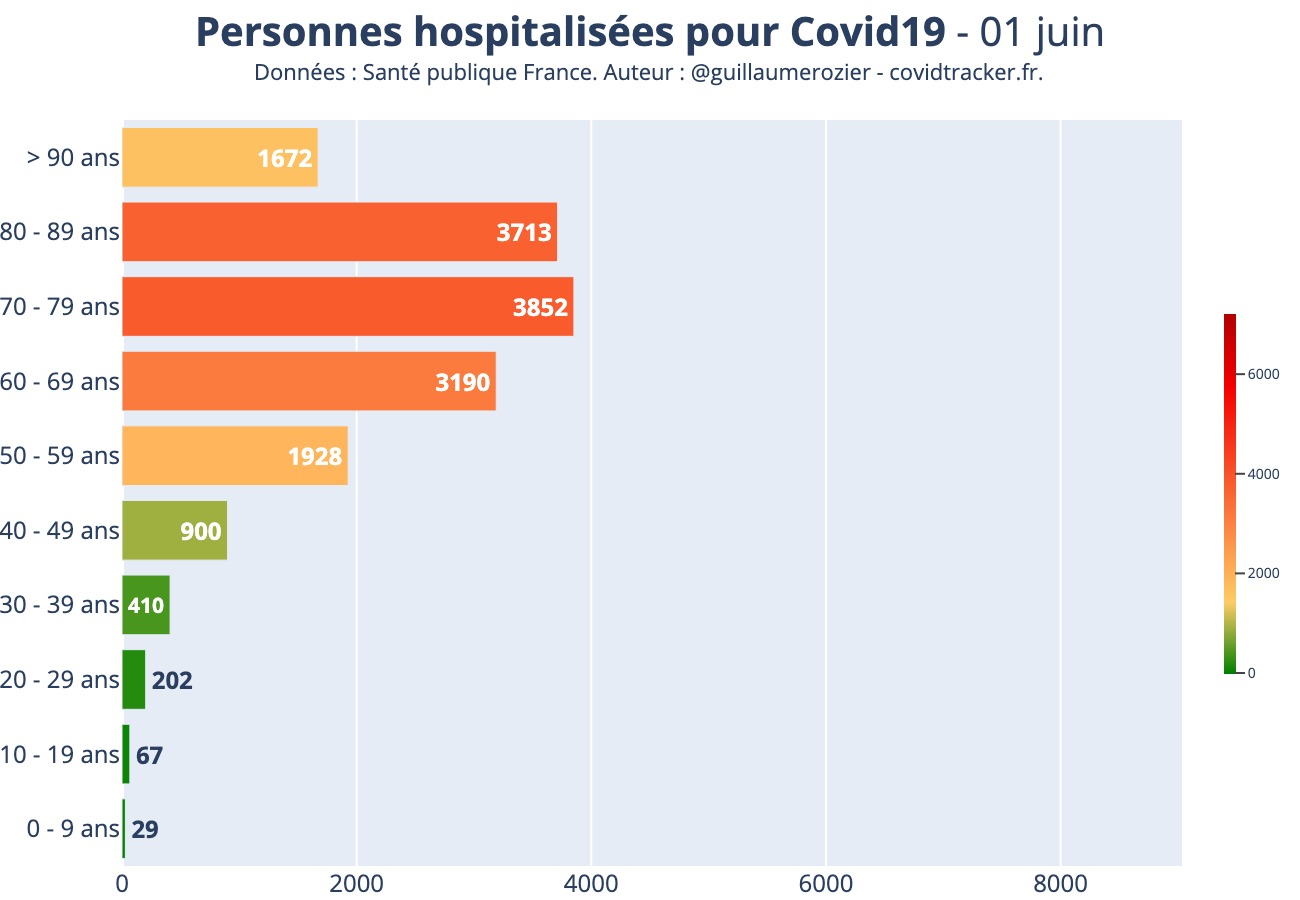 Personnes hospitalisées pour Covid19 - 01 juin
Données : Santé publique France. Auteur : @guillaumerozier - covidtracker.fr.
> 90 ans 1672
80 - 89 ans 3713
70 - 79 ans 3852
60 - 69 ans 3190
50 - 59 ans 1928
40 - 49 ans 900
30 - 39 ans 410
20 - 29 ans 202
10 - 19 ans 67
0 - 9 ans 29
0 2000 4000 6000 8000
6000
4000
2000
0